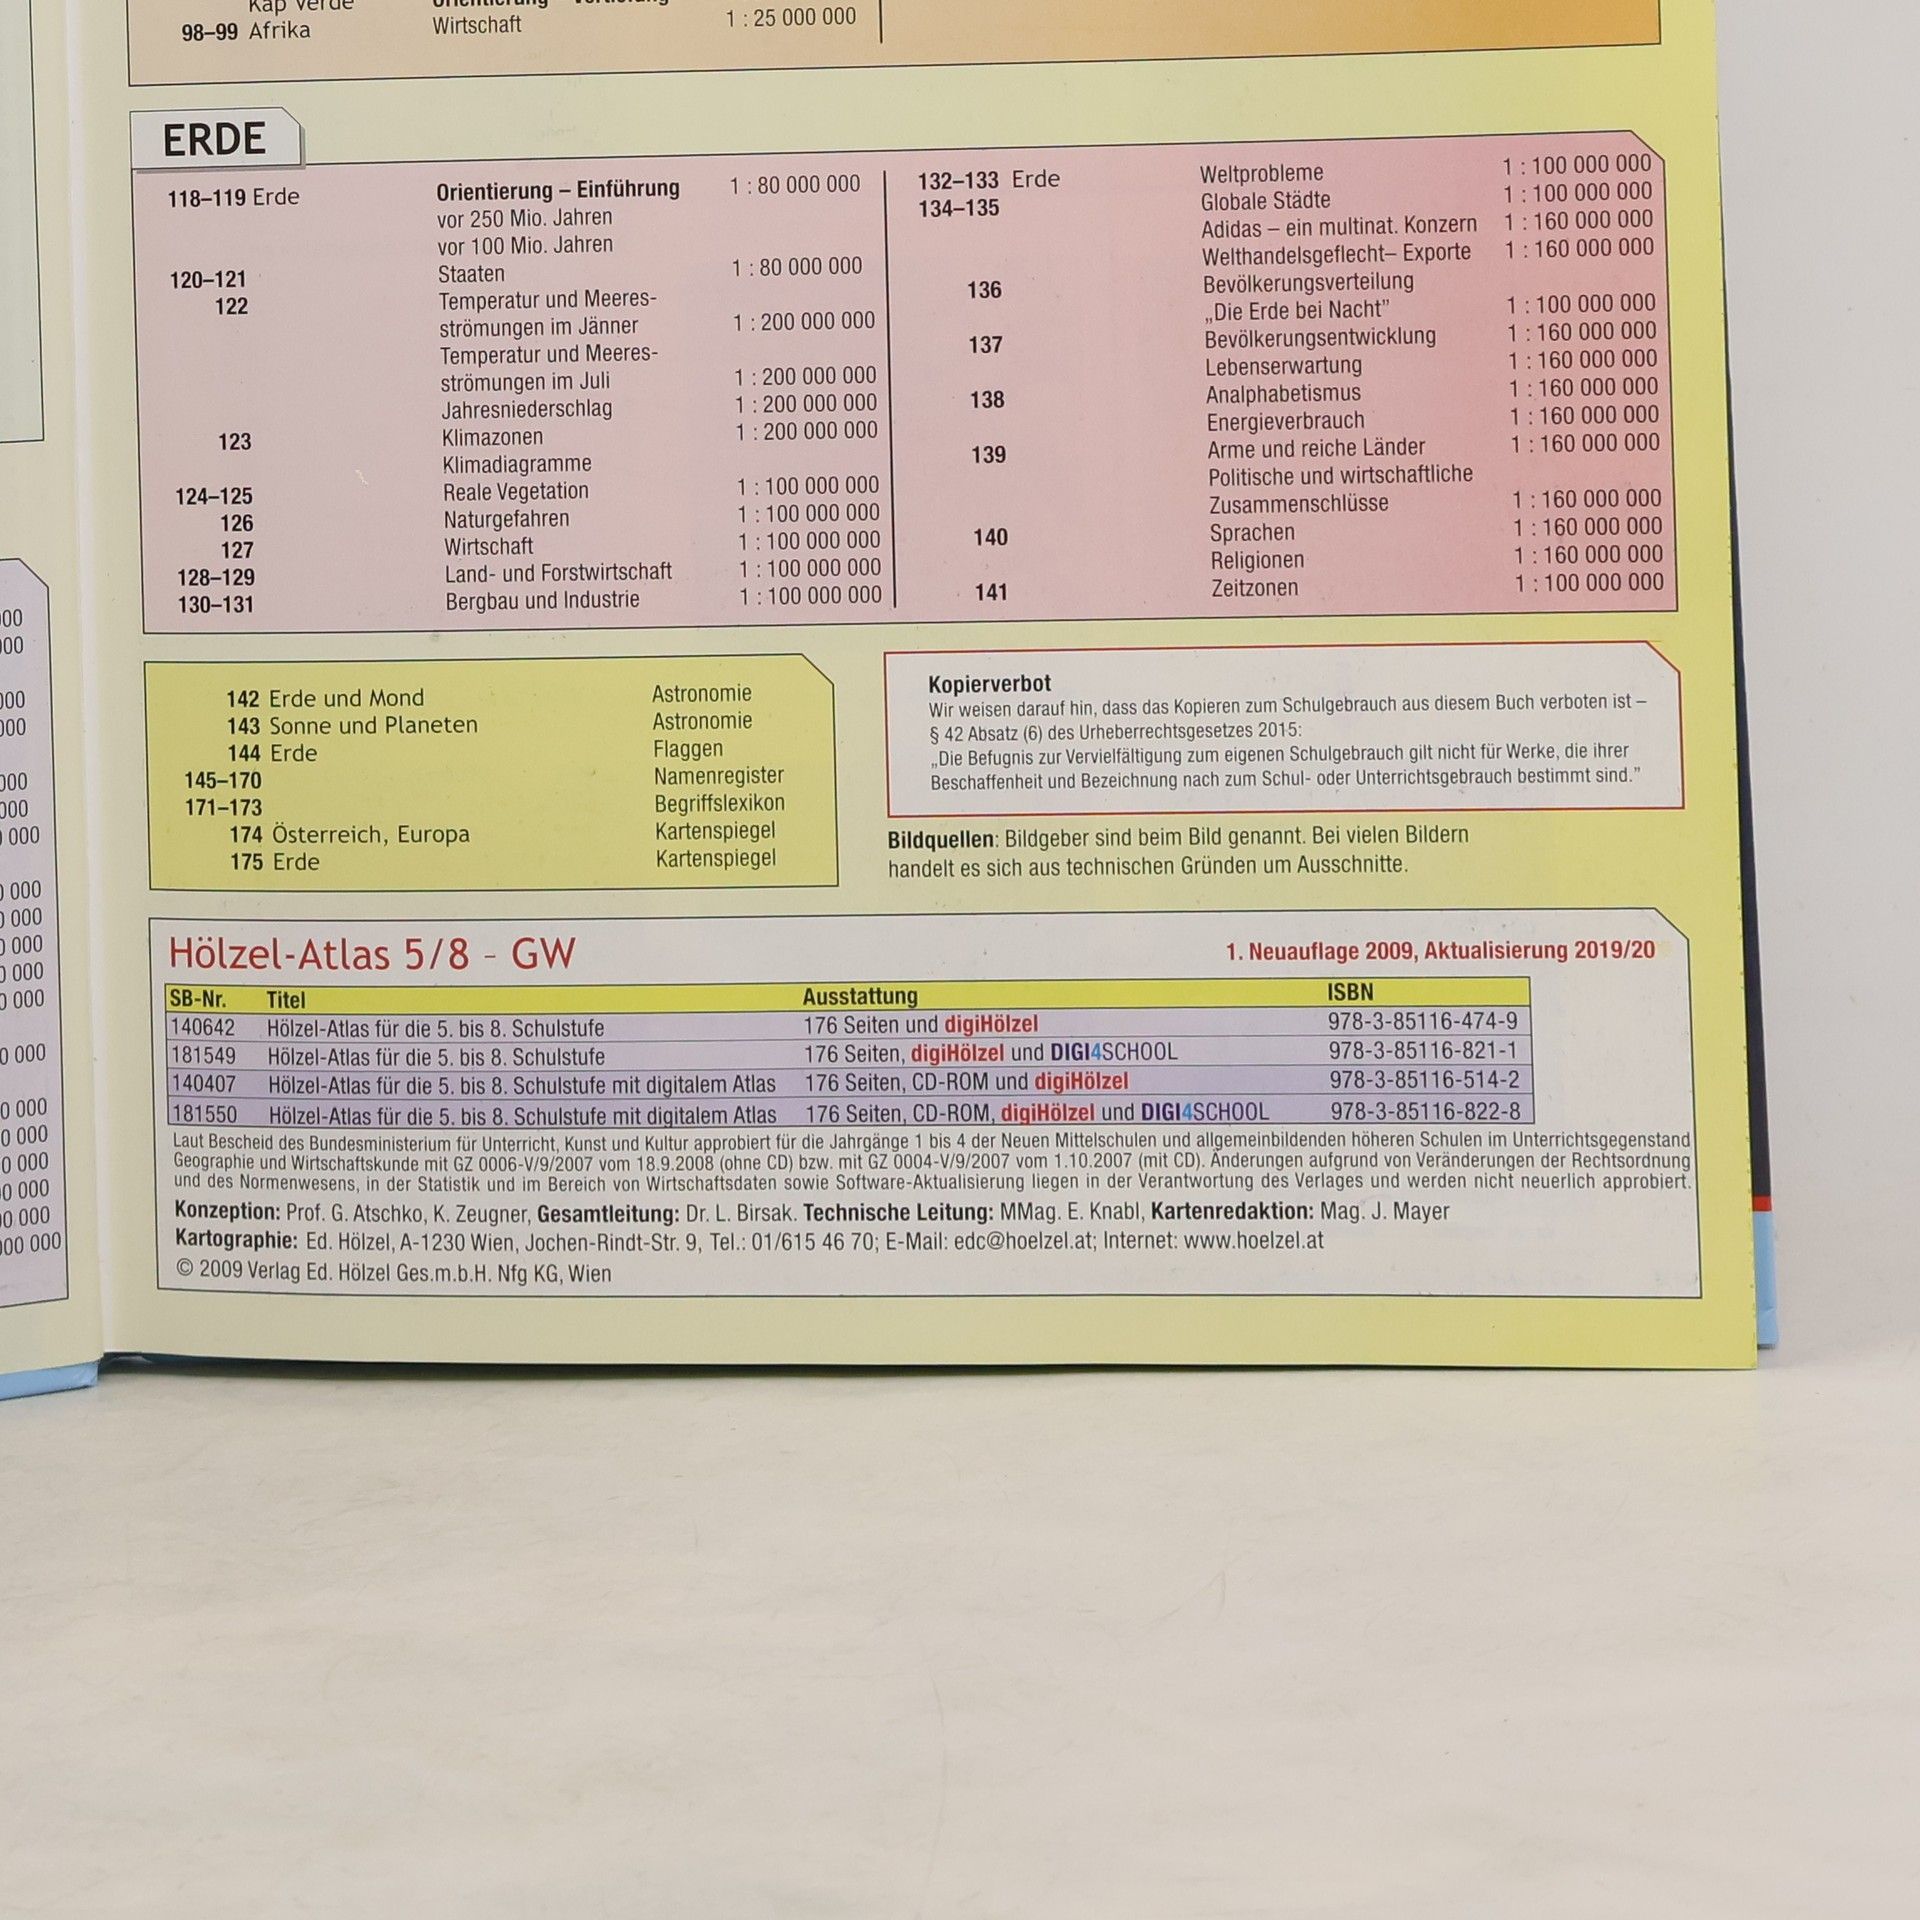 Kap Verde
98–99 Afrika Wirtschaft 1 : 25 000 000
ERDE
118–119 Erde Orientierung – Einführung 1 : 80 000 000
vor 250 Mio. Jahren
vor 100 Mio. Jahren
120–121 Staaten 1 : 80 000 000
122 Temperatur und Meeres-
strömungen im Jänner 1 : 200 000 000
Temperatur und Meeres-
strömungen im Juli 1 : 200 000 000
Jahresniederschlag 1 : 200 000 000
123 Klimazonen 1 : 200 000 000
Klimadiagramme
124–125 Reale Vegetation 1 : 100 000 000
126 Naturgefahren 1 : 100 000 000
127 Wirtschaft 1 : 100 000 000
128–129 Land- und Forstwirtschaft 1 : 100 000 000
130–131 Bergbau und Industrie 1 : 100 000 000
132–133 Erde Weltprobleme 1 : 100 000 000
134–135 Globale Städte 1 : 100 000 000
Adidas – ein multinat. Konzern 1 : 160 000 000
Welthandelsgeflecht– Exporte 1 : 160 000 000
136 Bevölkerungsverteilung
„Die Erde bei Nacht” 1 : 100 000 000
137 Bevölkerungsentwicklung 1 : 160 000 000
Lebenserwartung 1 : 160 000 000
138 Analphabetismus 1 : 160 000 000
Energieverbrauch 1 : 160 000 000
139 Arme und reiche Länder 1 : 160 000 000
Politische und wirtschaftliche
Zusammenschlüsse 1 : 160 000 000
140 Sprachen 1 : 160 000 000
Religionen 1 : 160 000 000
141 Zeitzonen 1 : 100 000 000
142 Erde und Mond Astronomie
143 Sonne und Planeten Astronomie
144 Erde Flaggen
145–170 Namenregister
171–173 Begriffslexikon
174 Österreich, Europa Kartenspiegel
175 Erde Kartenspiegel
Kopierverbot
Wir weisen darauf hin, dass das Kopieren zum Schulgebrauch aus diesem Buch verboten ist –
§ 42 Absatz (6) des Urheberrechtsgesetzes 2015:
„Die Befugnis zur Vervielfältigung zum eigenen Schulgebrauch gilt nicht für Werke, die ihrer
Beschaffenheit und Bezeichnung nach zum Schul- oder Unterrichtsgebrauch bestimmt sind.”
Bildquellen: Bildgeber sind beim Bild genannt. Bei vielen Bildern
handelt es sich aus technischen Gründen um Ausschnitte.
Hölzel-Atlas 5/8 - GW 1. Neuauflage 2009, Aktualisierung 2019/20
SB-Nr. Titel Ausstattung ISBN
140642 Hölzel-Atlas für die 5. bis 8. Schulstufe 176 Seiten und digiHölzel 978-3-85116-474-9
181549 Hölzel-Atlas für die 5. bis 8. Schulstufe 176 Seiten, digiHölzel und DIGI4SCHOOL 978-3-85116-821-1
140407 Hölzel-Atlas für die 5. bis 8. Schulstufe mit digitalem Atlas 176 Seiten, CD-ROM und digiHölzel 978-3-85116-514-2
181550 Hölzel-Atlas für die 5. bis 8. Schulstufe mit digitalem Atlas 176 Seiten, CD-ROM, digiHölzel und DIGI4SCHOOL 978-3-85116-822-8
Laut Bescheid des Bundesministerium für Unterricht, Kunst und Kultur approbiert für die Jahrgänge 1 bis 4 der Neuen Mittelschulen und allgemeinbildenden höheren Schulen im Unterrichtsgegenstand
Geographie und Wirtschaftskunde mit GZ 0006-V/9/2007 vom 18.9.2008 (ohne CD) bzw. mit GZ 0004-V/9/2007 vom 1.10.2007 (mit CD). Änderungen aufgrund von Veränderungen der Rechtsordnung
und des Normenwesens, in der Statistik und im Bereich von Wirtschaftsdaten sowie Software-Aktualisierung liegen in der Verantwortung des Verlages und werden nicht neuerlich approbiert.
Konzeption: Prof. G. Atschko, K. Zeugner, Gesamtleitung: Dr. L. Birsak. Technische Leitung: MMag. E. Knabl, Kartenredaktion: Mag. J. Mayer
Kartographie: Ed. Hölzel, A-1230 Wien, Jochen-Rindt-Str. 9, Tel.: 01/615 46 70; E-Mail: edc@hoelzel.at; Internet: www.hoelzel.at
© 2009 Verlag Ed. Hölzel Ges.m.b.H. Nfg KG, Wien